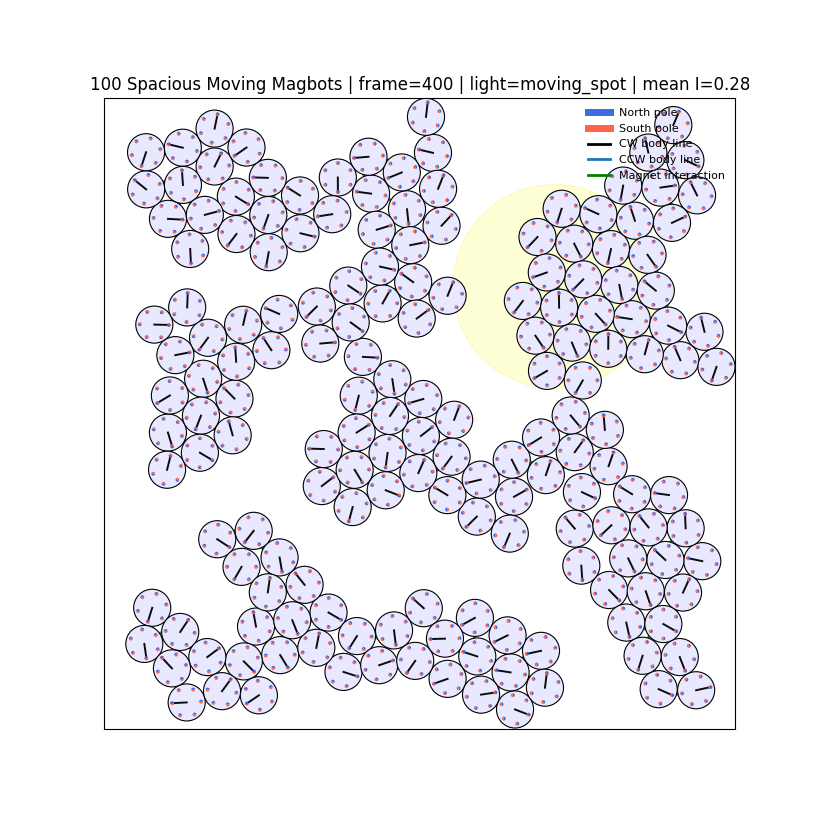 100 Spacious Moving Magbots | frame=400 | light=moving_spot | mean I=0.28
North pole
South pole
CW body line
CCW body line
Magnet interaction